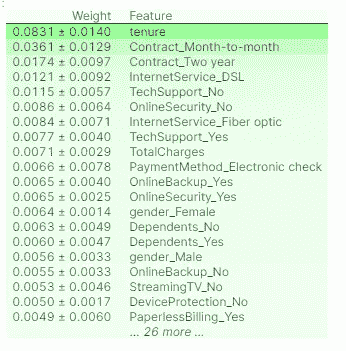 :
Weight Feature
0.0831 ± 0.0140 tenure
0.0361 ± 0.0129 Contract_Month-to-month
0.0174 ± 0.0097 Contract_Two year
0.0121 ± 0.0092 InternetService_DSL
0.0115 ± 0.0057 TechSupport_No
0.0086 ± 0.0064 OnlineSecurity_No
0.0084 ± 0.0071 InternetService_Fiber optic
0.0077 ± 0.0040 TechSupport_Yes
0.0071 ± 0.0029 TotalCharges
0.0066 ± 0.0078 PaymentMethod_Electronic check
0.0065 ± 0.0040 OnlineBackup_Yes
0.0065 ± 0.0025 OnlineSecurity_Yes
0.0064 ± 0.0014 gender_Female
0.0063 ± 0.0049 Dependents_No
0.0060 ± 0.0047 Dependents_Yes
0.0056 ± 0.0033 gender_Male
0.0055 ± 0.0033 OnlineBackup_No
0.0053 ± 0.0046 StreamingTV_No
0.0050 ± 0.0017 DeviceProtection_No
0.0049 ± 0.0060 PaperlessBilling_Yes
... 26 more ...